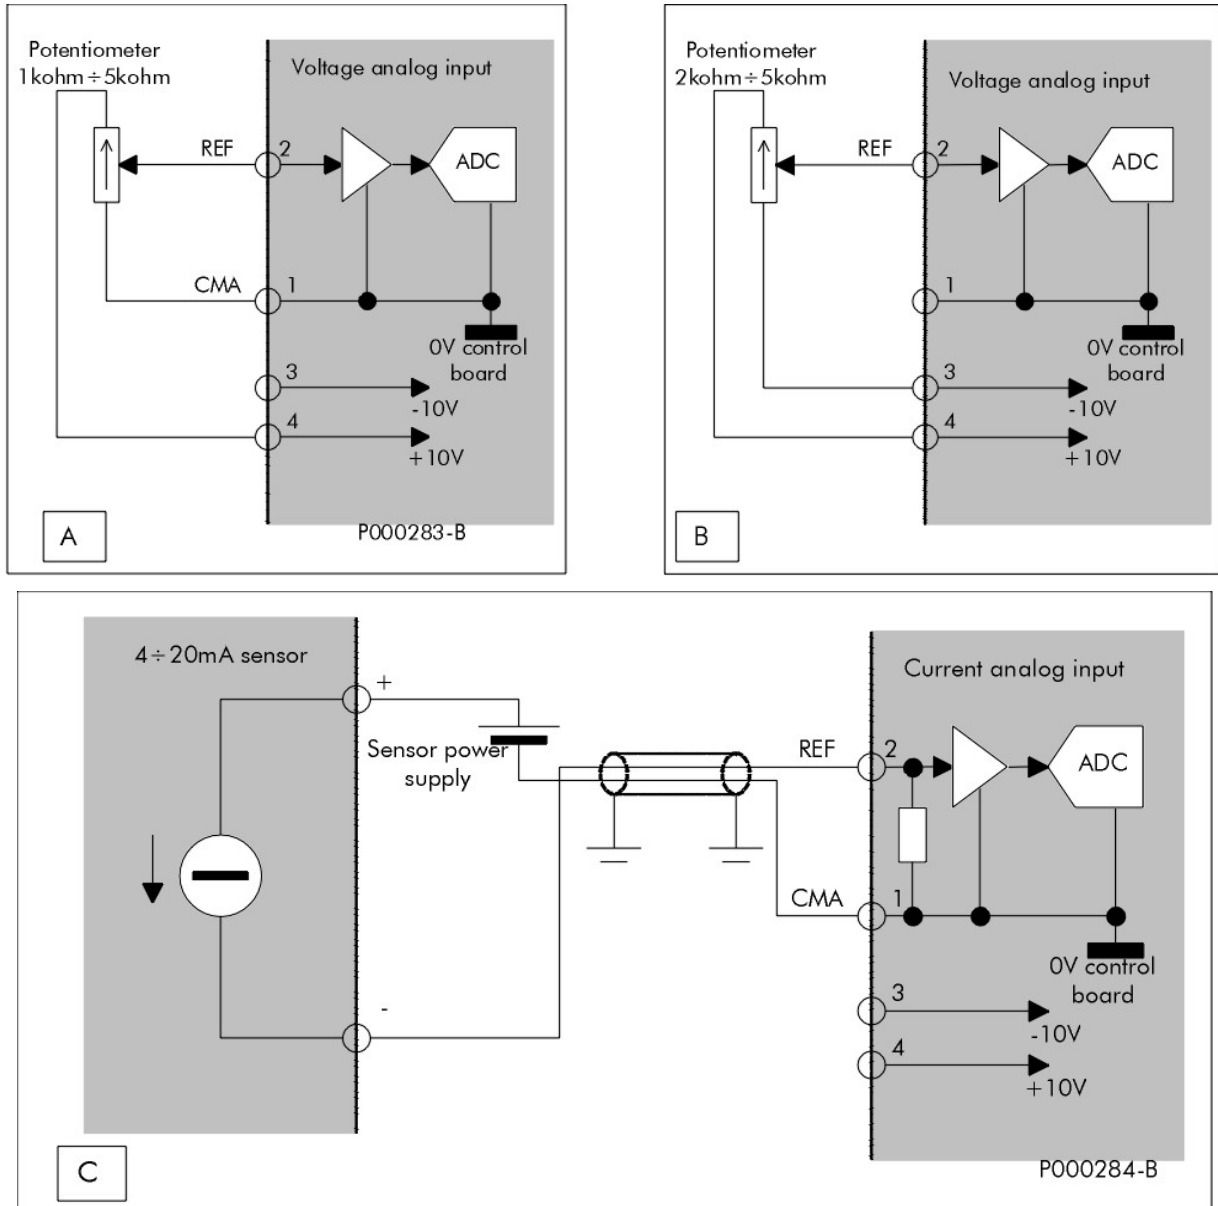 Potentiometer
1kohm÷5kohm
Voltage analog input
REF
2
ADC
CMA
1
0V control
board
3
-10V
4
+10V
A
P000283-B
Potentiometer
2kohm÷5kohm
Voltage analog input
REF
2
ADC
1
0V control
board
3
-10V
4
+10V
B
4÷20mA sensor
+
Sensor power
supply
-
Current analog input
REF
2
ADC
CMA
1
0V control
board
3
-10V
4
+10V
C
P000284-B